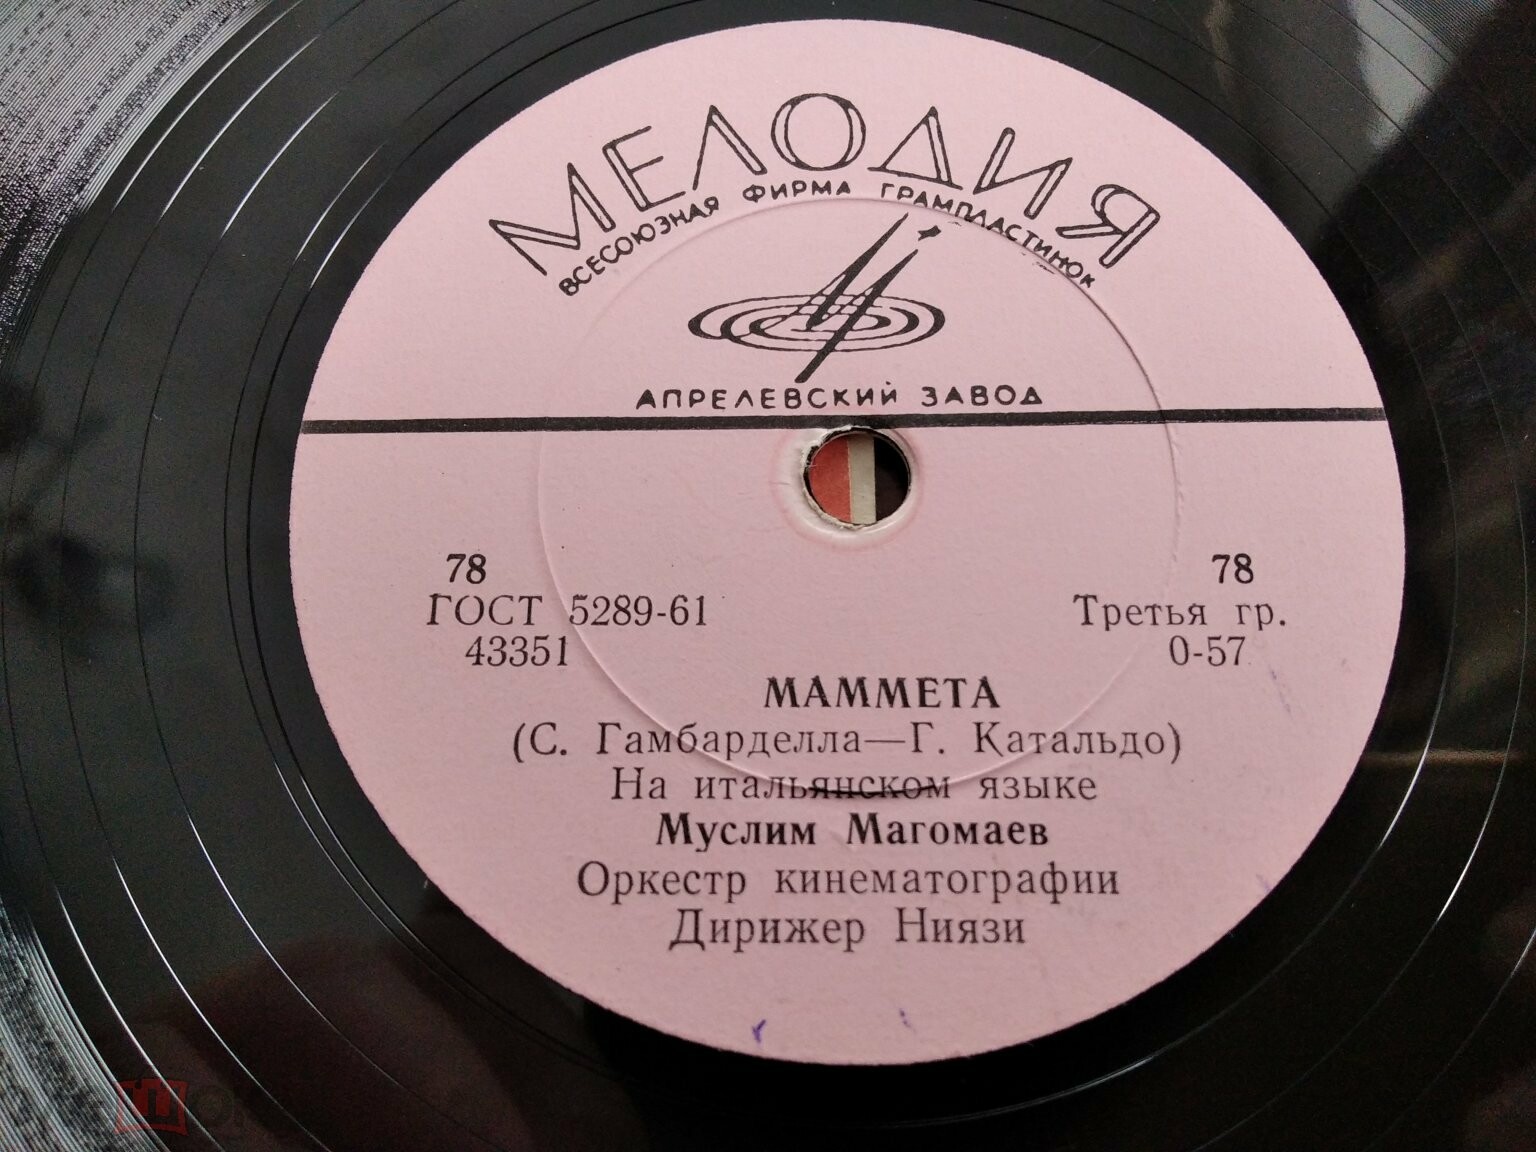 МЕЛОДИЯ
ВСЕСОЮЗНАЯ ФИРМА ГРАМПЛАСТИНОК
АПРЕЛЕВСКИЙ ЗАВОД
78 78
ГОСТ 5289-61 Третья гр.
43351 0-57
МАММЕТА
(С. Гамбарделла—Г. Катальдо)
На итальянском языке
Муслим Магомаев
Оркестр кинематографии
Дирижер Ниязи